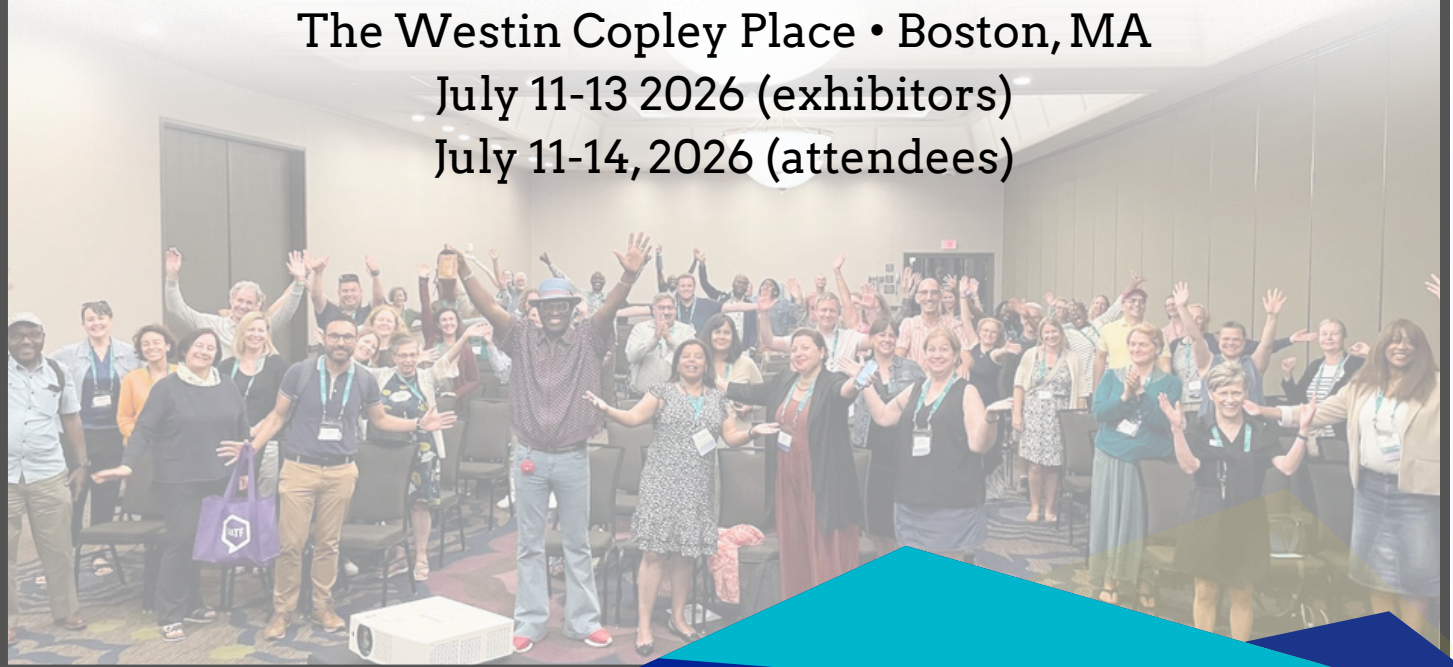 The Westin Copley Place • Boston, MA
July 11-13 2026 (exhibitors)
July 11-14, 2026 (attendees)